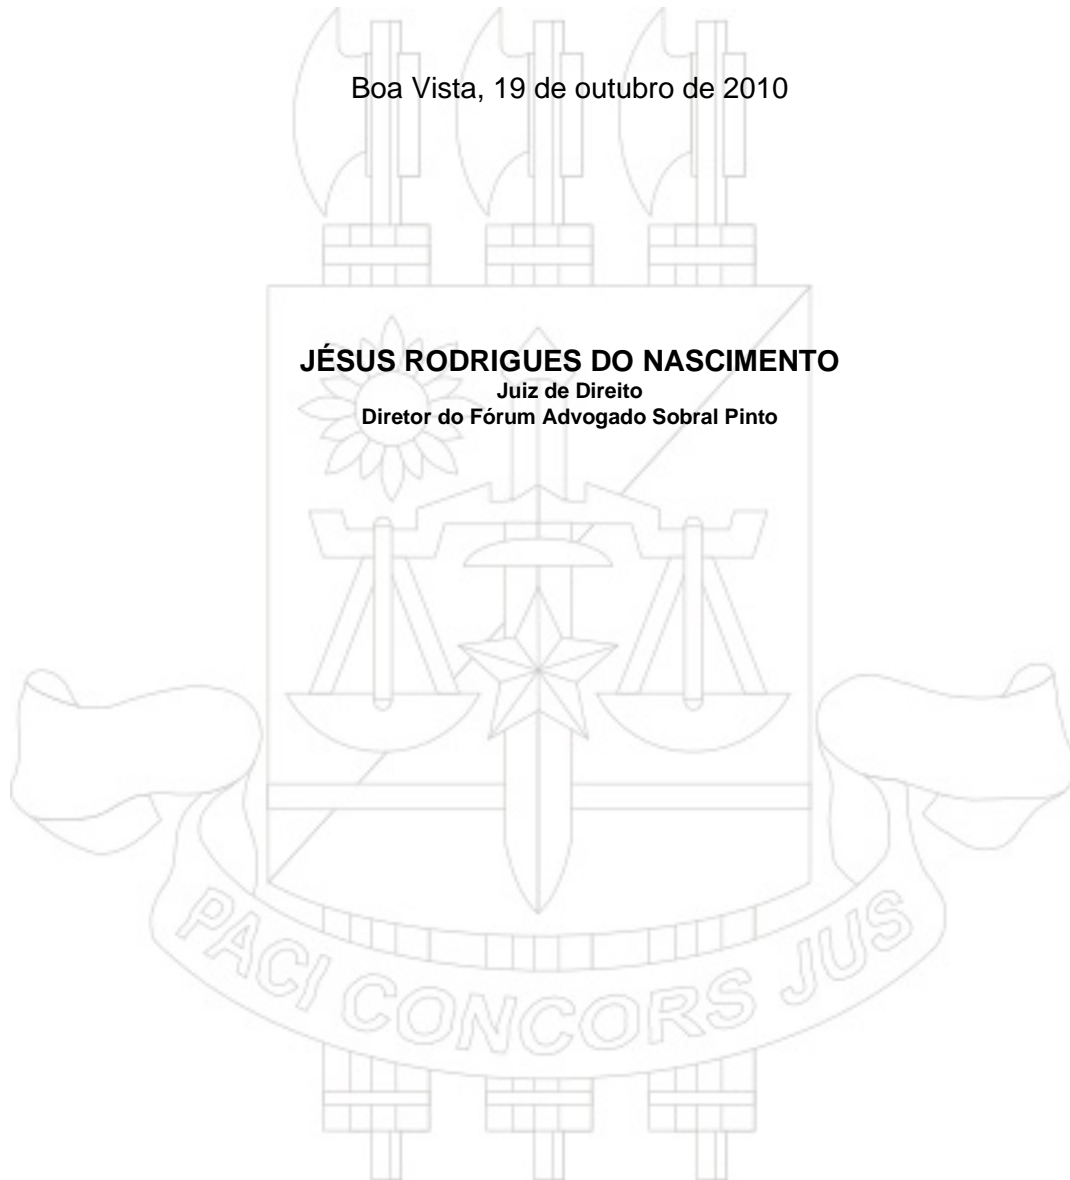 Boa Vista, 19 de outubro de 2010
JÉSUS RODRIGUES DO NASCIMENTO
Juiz de Direito
Diretor do Fórum Advogado Sobral Pinto
PACI CONCORS JUS